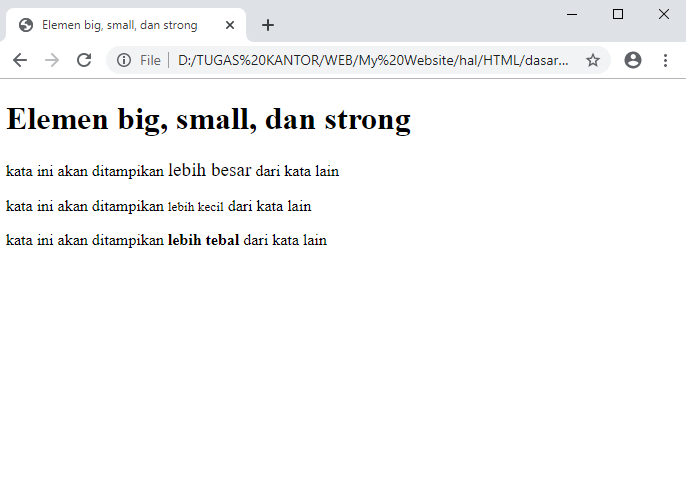 Elemen big, small, dan strong
File | D:/TUGAS%20KANTOR/WEB/My%20Website/hal/HTML/dasar...
Elemen big, small, dan strong
kata ini akan ditampikan lebih besar dari kata lain
kata ini akan ditampikan lebih kecil dari kata lain
kata ini akan ditampikan lebih tebal dari kata lain